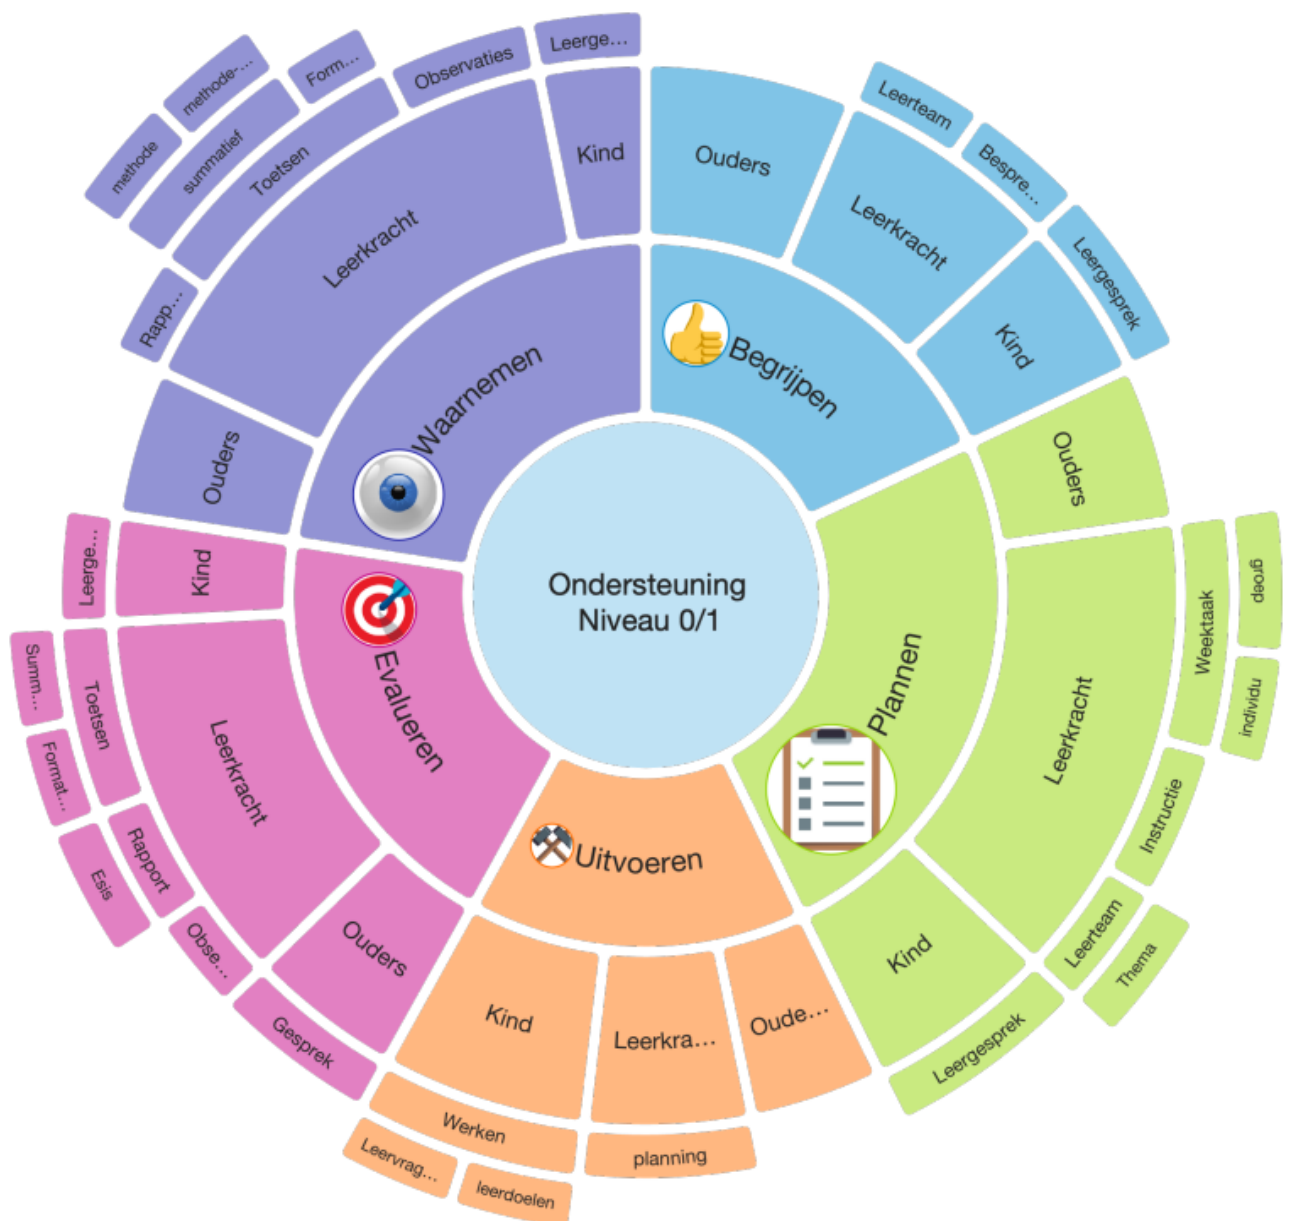 Ondersteuning
Niveau 0/1
Begrijpen
Ouders
Leerkracht
Leerteam
Bespre...
Kind
Leergesprek
Plannen
Ouders
Leerkracht
Weektaak
groep
individu
Instructie
Leerteam
Thema
Kind
Leergesprek
Uitvoeren
Oude...
Leerkra...
planning
Kind
Werken
leerdoelen
Leervrag...
Evalueren
Ouders
Gesprek
Leerkracht
Obse...
Rapport
Esis
Toetsen
Format....
Summ...
Kind
Leerge...
Waarnemen
Ouders
Leerkracht
Rapp...
Toetsen
summatief
methode
methode-...
Form...
Observaties
Kind
Leerge...